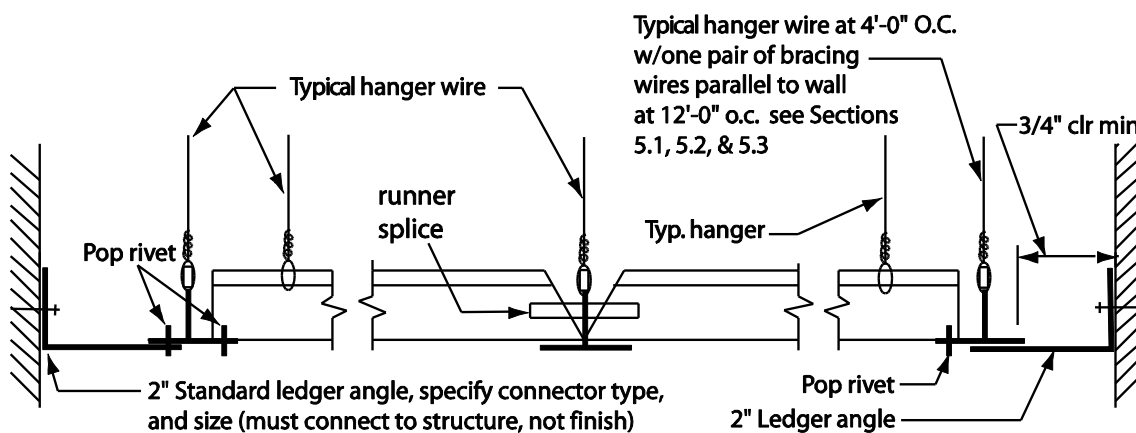 Typical hanger wire at 4'-0" O.C.
w/one pair of bracing
wires parallel to wall
at 12'-0" o.c. see Sections
5.1, 5.2, & 5.3
Typical hanger wire
3/4" clr min
runner
splice
Typ. hanger
Pop rivet
Pop rivet
2" Standard ledger angle, specify connector type,
and size (must connect to structure, not finish)
2" Ledger angle